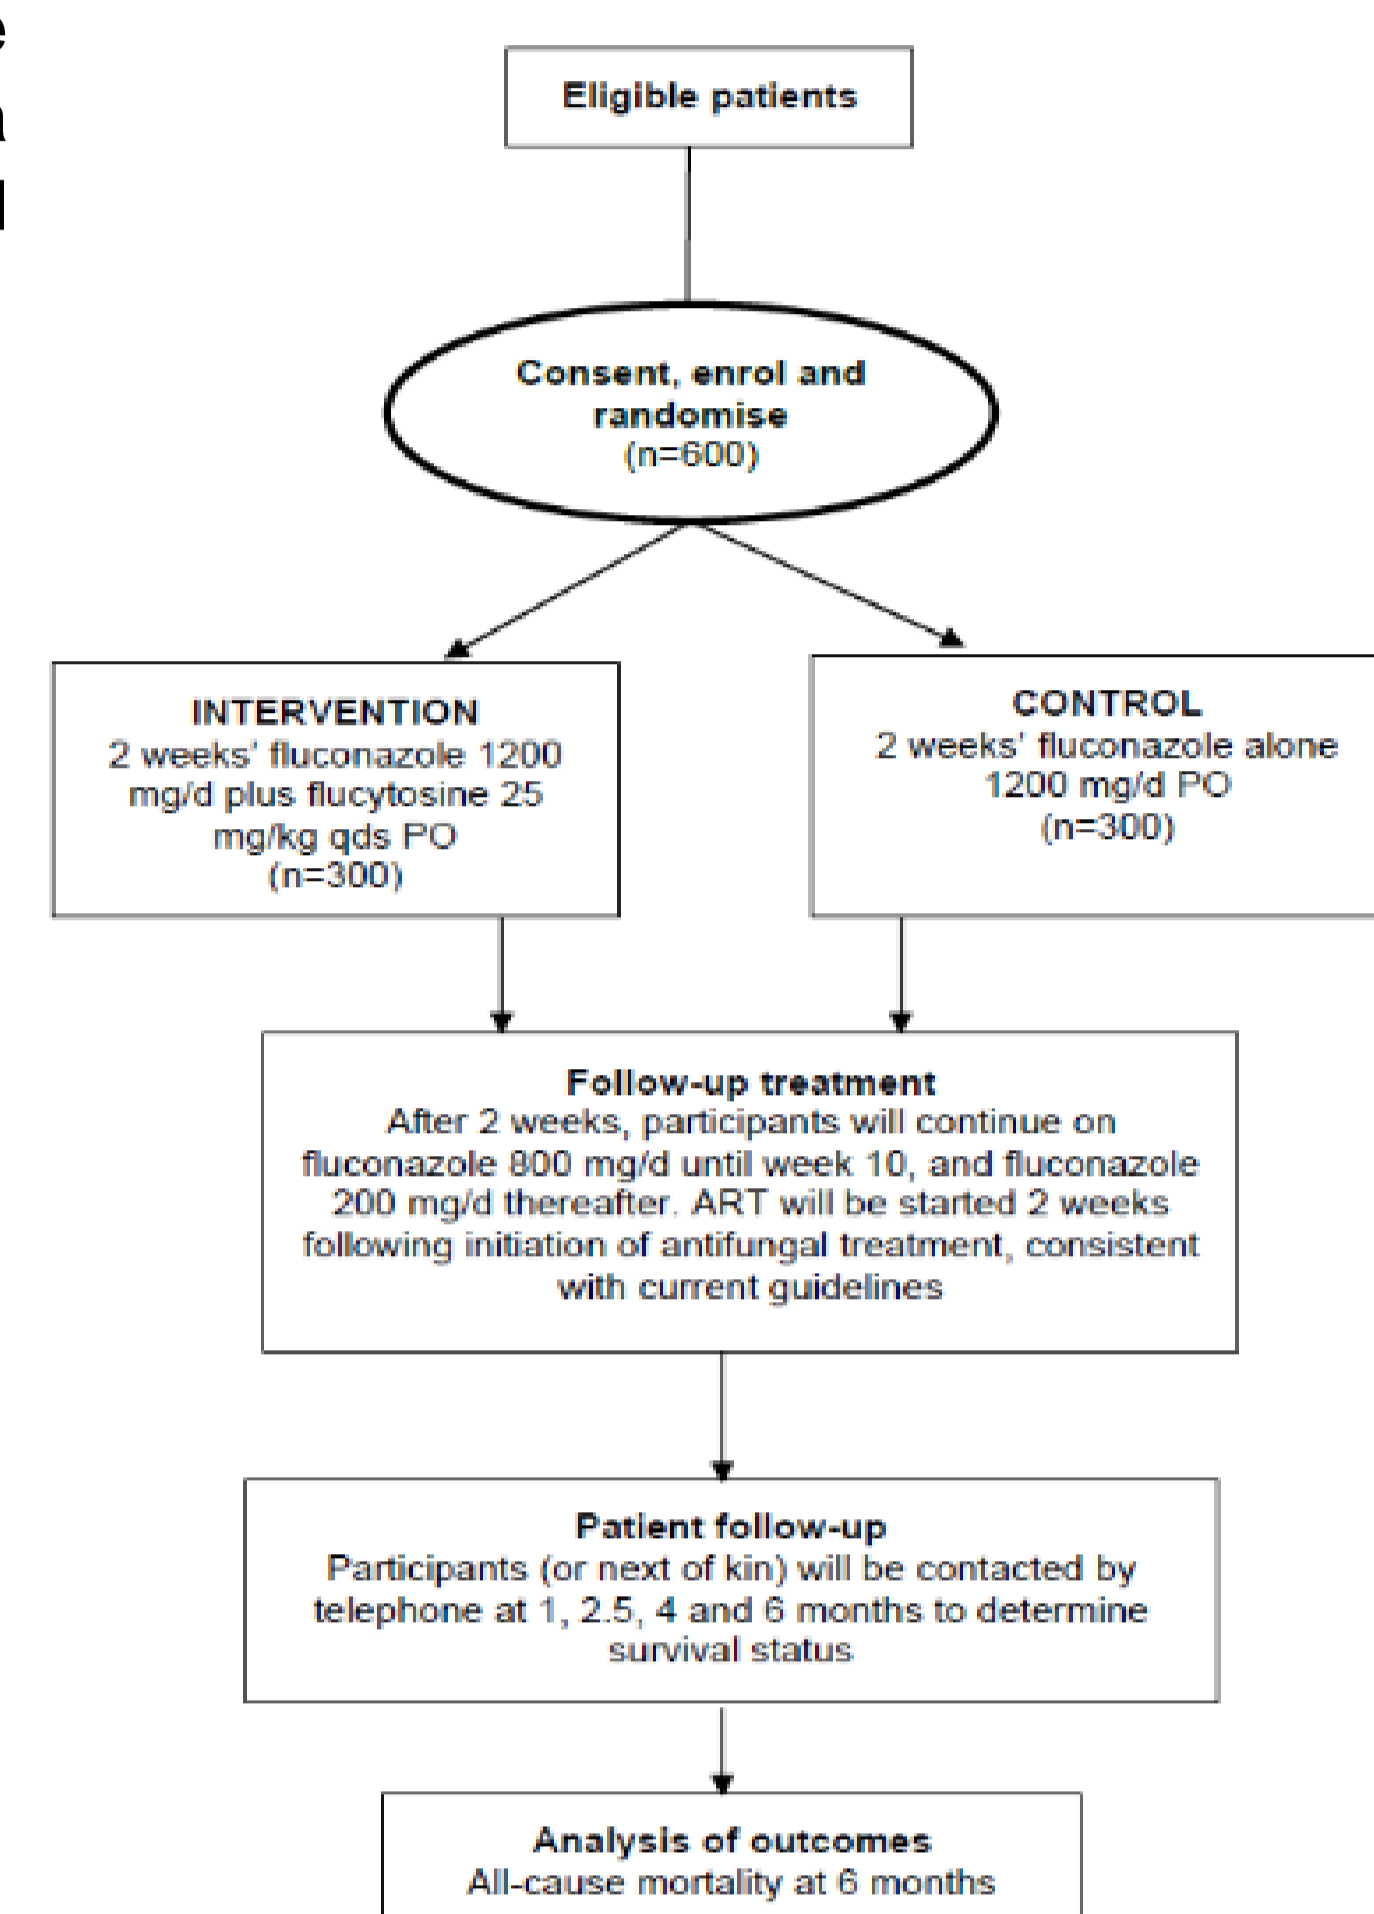 e
a
l
Eligible patients
Consent, enrol and
randomise
(n=600)
INTERVENTION
2 weeks' fluconazole 1200
mg/d plus flucytosine 25
mg/kg qds PO
(n=300)
CONTROL
2 weeks' fluconazole alone
1200 mg/d PO
(n=300)
Follow-up treatment
After 2 weeks, participants will continue on
fluconazole 800 mg/d until week 10, and fluconazole
200 mg/d thereafter. ART will be started 2 weeks
following initiation of antifungal treatment, consistent
with current guidelines
Patient follow-up
Participants (or next of kin) will be contacted by
telephone at 1, 2.5, 4 and 6 months to determine
survival status
Analysis of outcomes
All-cause mortality at 6 months